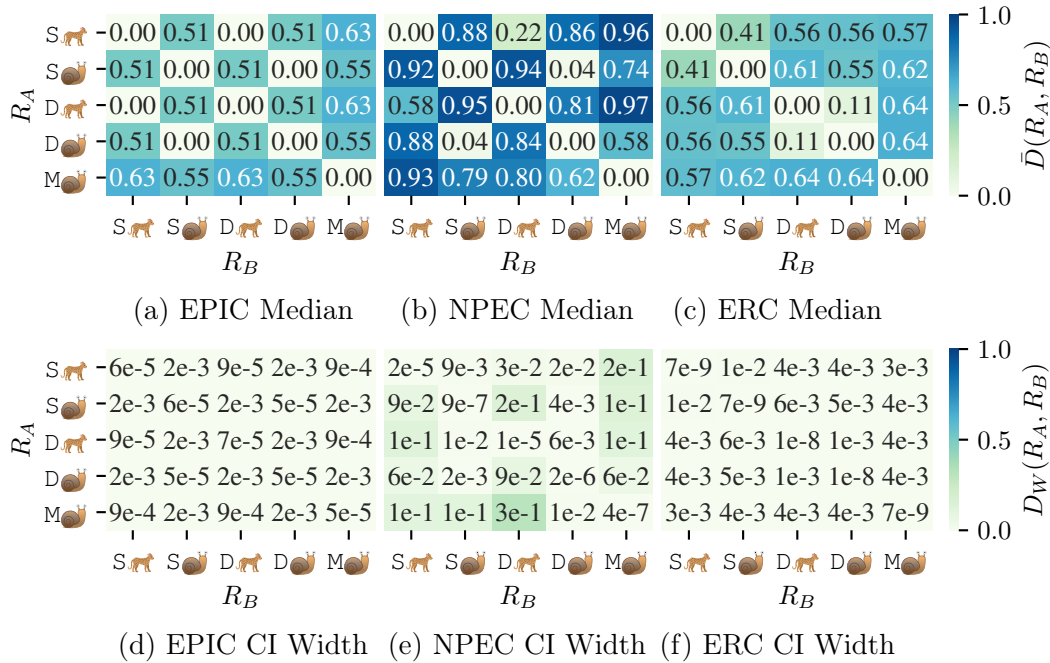 S 0.00 0.51 0.00 0.51 0.63 0.00 0.88 0.22 0.86 0.96 0.00 0.41 0.56 0.56 0.57 1.0
S 0.51 0.00 0.51 0.00 0.55 0.92 0.00 0.94 0.04 0.74 0.41 0.00 0.61 0.55 0.62
R_A D 0.00 0.51 0.00 0.51 0.63 0.58 0.95 0.00 0.81 0.97 0.56 0.61 0.00 0.11 0.64 0.5 D̄(R_A, R_B)
D 0.51 0.00 0.51 0.00 0.55 0.88 0.04 0.84 0.00 0.58 0.56 0.55 0.11 0.00 0.64
M 0.63 0.55 0.63 0.55 0.00 0.93 0.79 0.80 0.62 0.00 0.57 0.62 0.64 0.64 0.00 0.0
S S D D M S S D D M S S D D M
R_B R_B R_B
(a) EPIC Median (b) NPEC Median (c) ERC Median
S 6e-5 2e-3 9e-5 2e-3 9e-4 2e-5 9e-3 3e-2 2e-2 2e-1 7e-9 1e-2 4e-3 4e-3 3e-3 1.0
S 2e-3 6e-5 2e-3 5e-5 2e-3 9e-2 9e-7 2e-1 4e-3 1e-1 1e-2 7e-9 6e-3 5e-3 4e-3
R_A D 9e-5 2e-3 7e-5 2e-3 9e-4 1e-1 1e-2 1e-5 6e-3 1e-1 4e-3 6e-3 1e-8 1e-3 4e-3 0.5 D_W(R_A, R_B)
D 2e-3 5e-5 2e-3 5e-5 2e-3 6e-2 2e-3 9e-2 2e-6 6e-2 4e-3 5e-3 1e-3 1e-8 4e-3
M 9e-4 2e-3 9e-4 2e-3 5e-5 1e-1 1e-1 3e-1 1e-2 4e-7 3e-3 4e-3 4e-3 4e-3 7e-9 0.0
S S D D M S S D D M S S D D M
R_B R_B R_B
(d) EPIC CI Width (e) NPEC CI Width (f) ERC CI Width